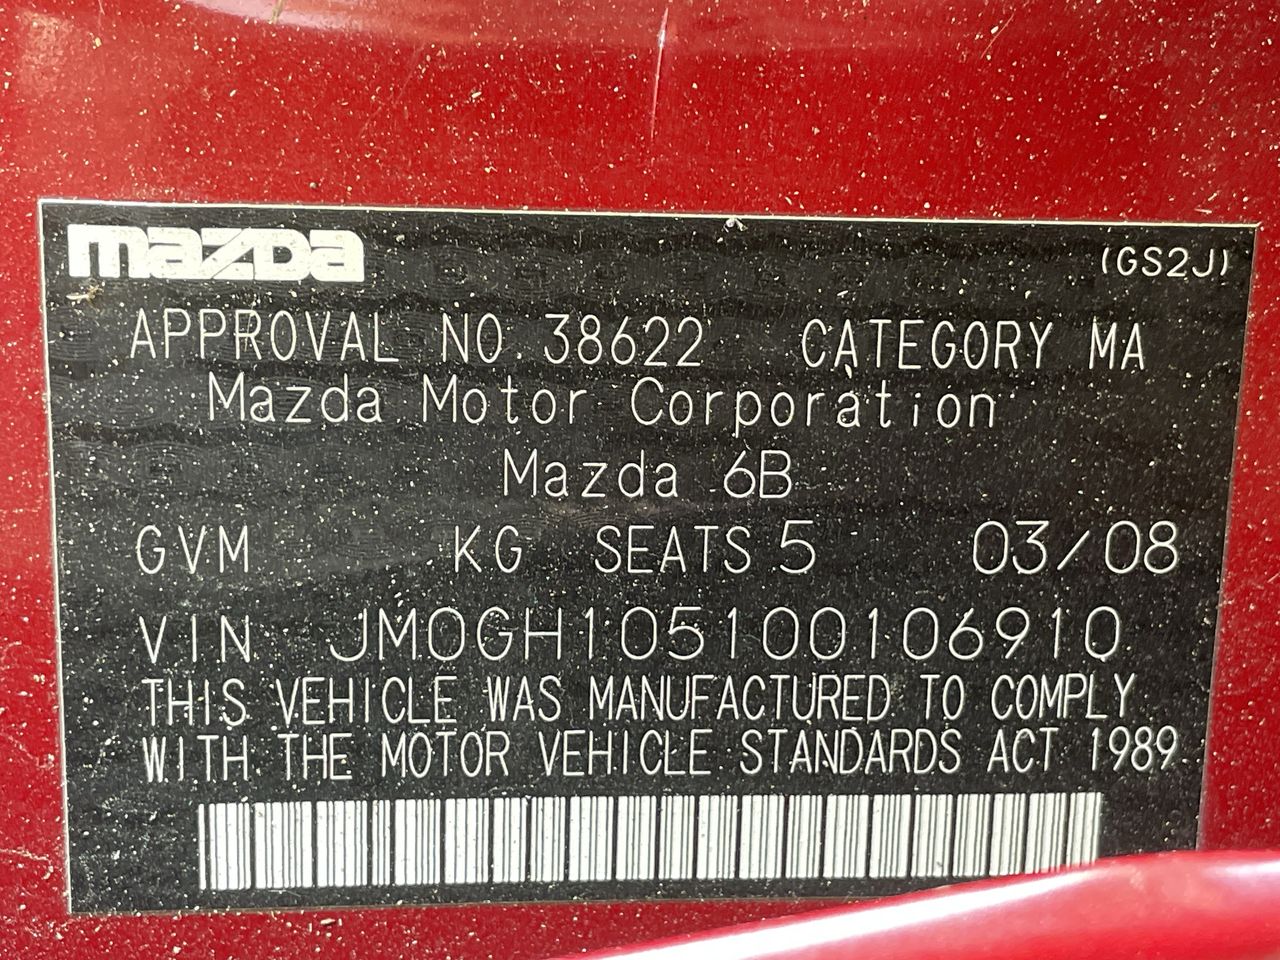 mazda
(GS2J)
APPROVAL NO. 38622 CATEGORY MA
Mazda Motor Corporation
Mazda 6B
GVM KG SEATS 5 03/08
VIN JM0GH105100106910
THIS VEHICLE WAS MANUFACTURED TO COMPLY
WITH THE MOTOR VEHICLE STANDARDS ACT 1989.